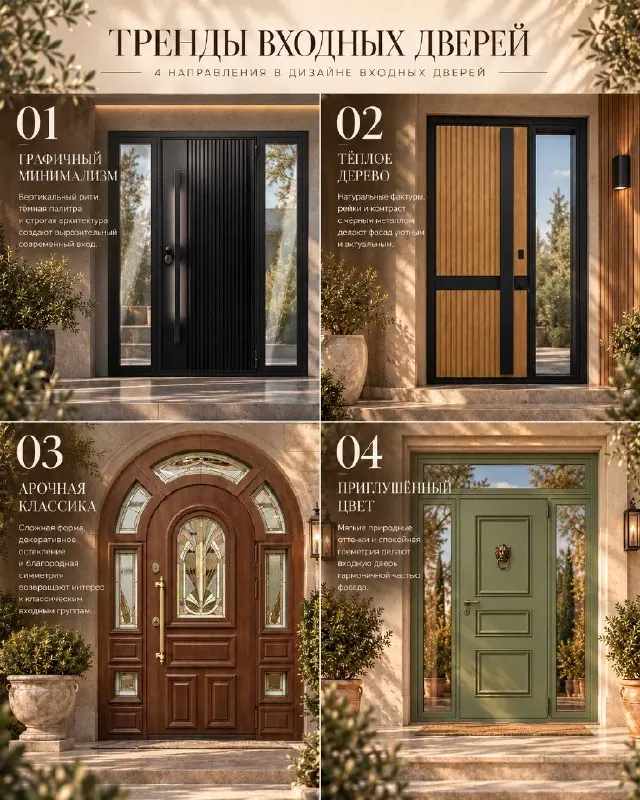 ТРЕНДЫ ВХОДНЫХ ДВЕРЕЙ
4 НАПРАВЛЕНИЯ В ДИЗАЙНЕ ВХОДНЫХ ДВЕРЕЙ
01
ГРАФИЧНЫЙ
МИНИМАЛИЗМ
Вертикальный ритм,
тёмная палитра
и строгая архитектура
создают выразительный
современный вход.
02
ТЁПЛОЕ
ДЕРЕВО
Натуральные фактуры,
рейки и контраст
с чёрным металлом
делают фасад уютным
и актуальным.
03
АРОЧНАЯ
КЛАССИКА
Сложная форма,
декоративное
остекление
и благородная
симметрия
возвращают интерес
к классическим
входным группам.
04
ПРИГЛУШЁННЫЙ
ЦВЕТ
Мягкие природные
оттенки и спокойная
геометрия делают
входную дверь
гармоничной частью
фасада.